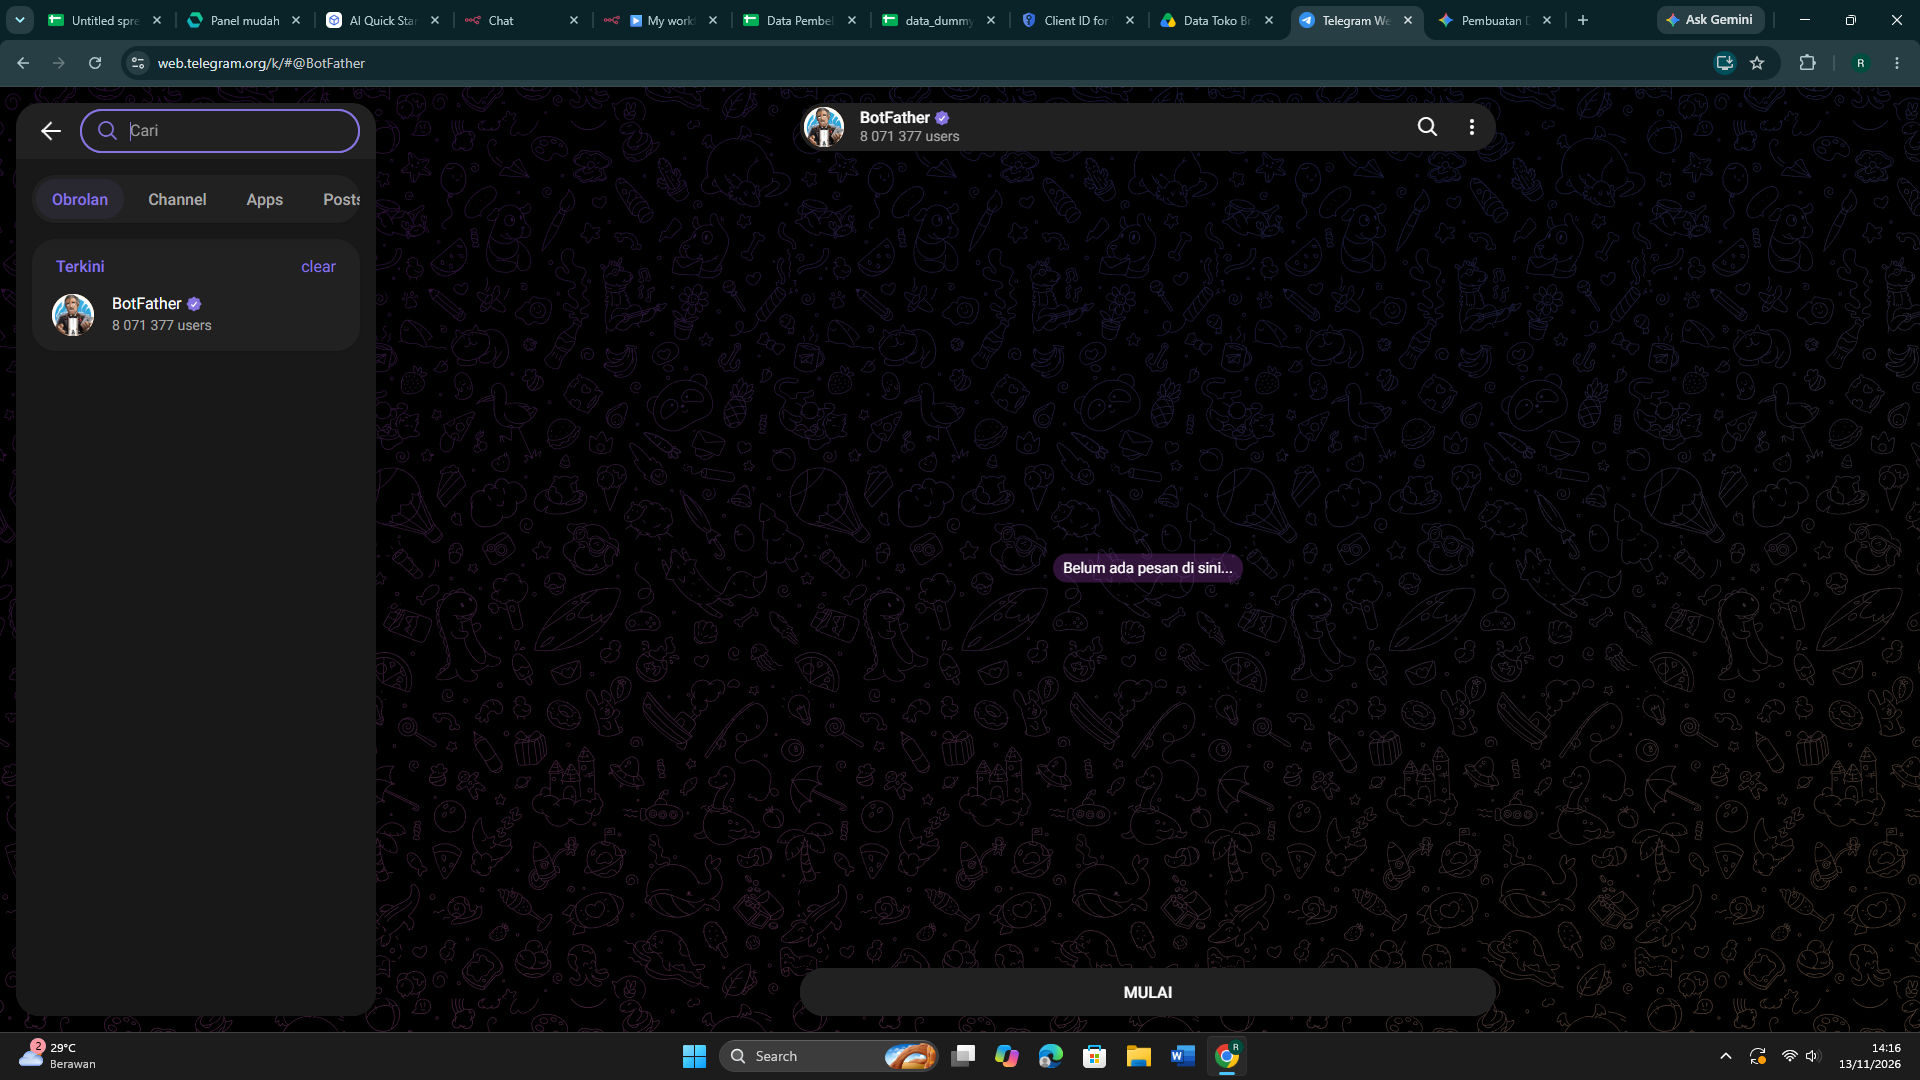 Untitled spre
Panel mudah
AI Quick Star
Chat
My work
Data Pembel
data_dummy
Client ID for
Data Toko Br
Telegram We
Pembuatan D
Ask Gemini
web.telegram.org/k/#@BotFather
R
Cari
BotFather
8 071 377 users
Obrolan
Channel
Apps
Posts
Terkini
clear
BotFather
8 071 377 users
Belum ada pesan di sini...
MULAI
2
29°C
Berawan
Search
R
14:16
13/11/2026